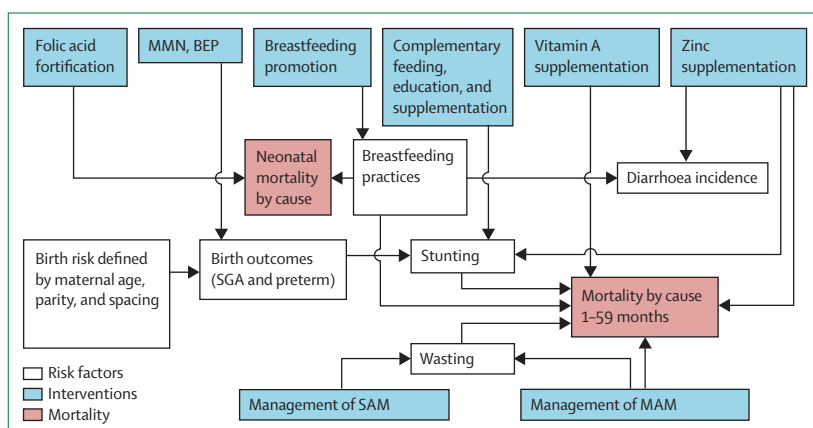 Folic acid
fortification
MMN, BEP
Breastfeeding
promotion
Complementary
feeding,
education, and
supplementation
Vitamin A
supplementation
Zinc
supplementation
Neonatal
mortality
by cause
Breastfeeding
practices
Diarrhoea incidence
Birth risk defined
by maternal age,
parity, and spacing
Birth outcomes
(SGA and preterm)
Stunting
Mortality by cause
1–59 months
Wasting
Risk factors
Interventions
Mortality
Management of SAM
Management of MAM